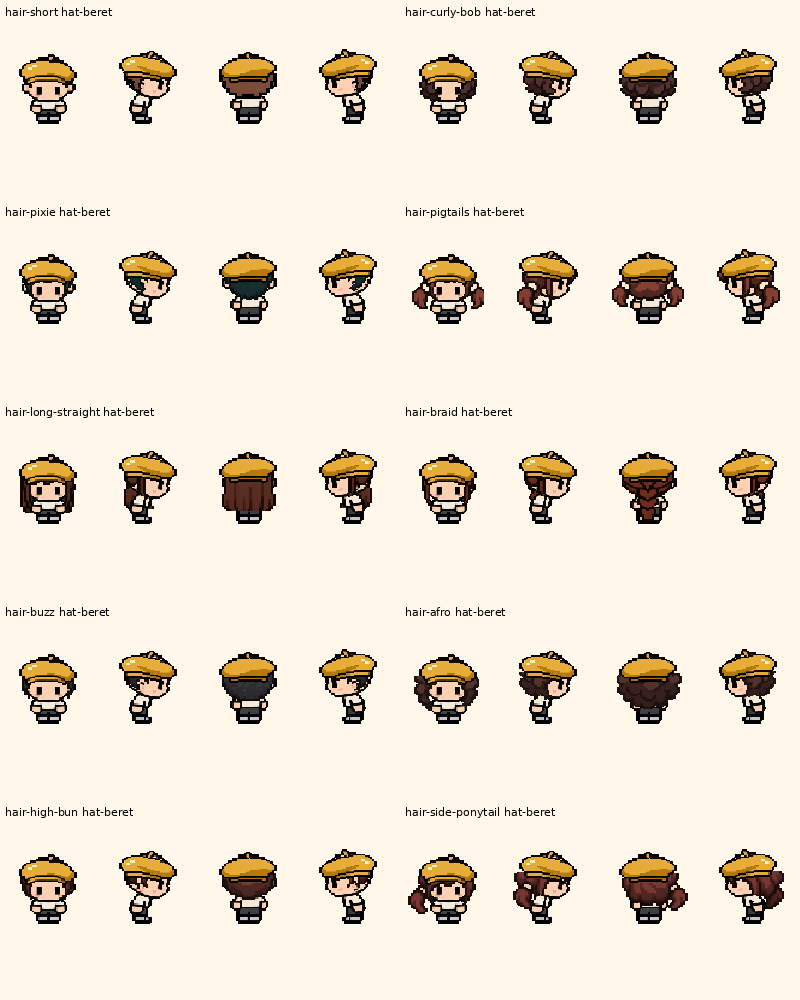 hair-short hat-beret
hair-curly-bob hat-beret
hair-pixie hat-beret
hair-pigtails hat-beret
hair-long-straight hat-beret
hair-braid hat-beret
hair-buzz hat-beret
hair-afro hat-beret
hair-high-bun hat-beret
hair-side-ponytail hat-beret